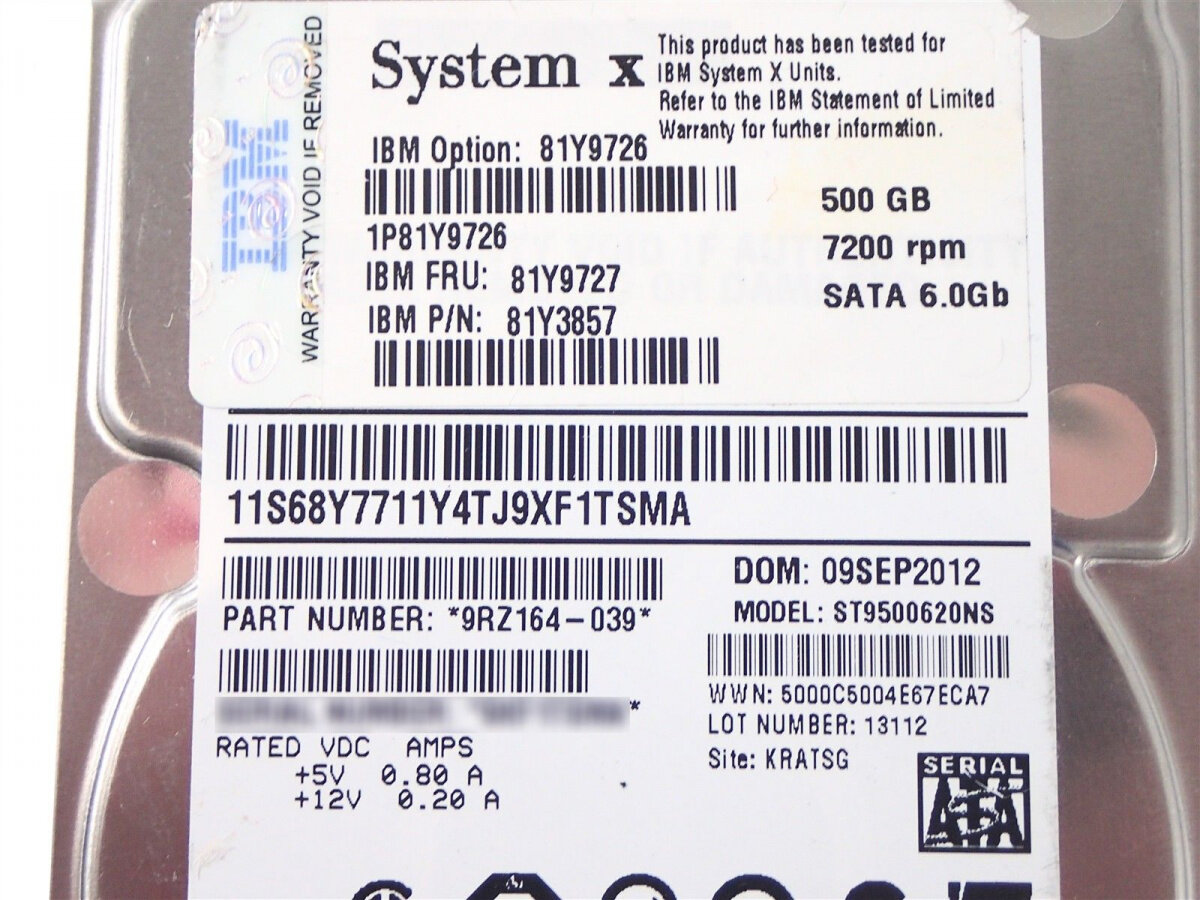 IBM
WARRANTY VOID IF REMOVED
System x
This product has been tested for
IBM System X Units.
Refer to the IBM Statement of Limited
Warranty for further information.
IBM Option: 81Y9726
1P81Y9726
IBM FRU: 81Y9727
IBM P/N: 81Y3857
500 GB
7200 rpm
SATA 6.0Gb
11S68Y7711Y4TJ9XF1TSMA
PART NUMBER: *9RZ164-039*
*
RATED VDC AMPS
+5V 0.80 A
+12V 0.20 A
DOM: 09SEP2012
MODEL: ST9500620NS
WWN: 5000C5004E67ECA7
LOT NUMBER: 13112
Site: KRATSG
SERIAL
ATA